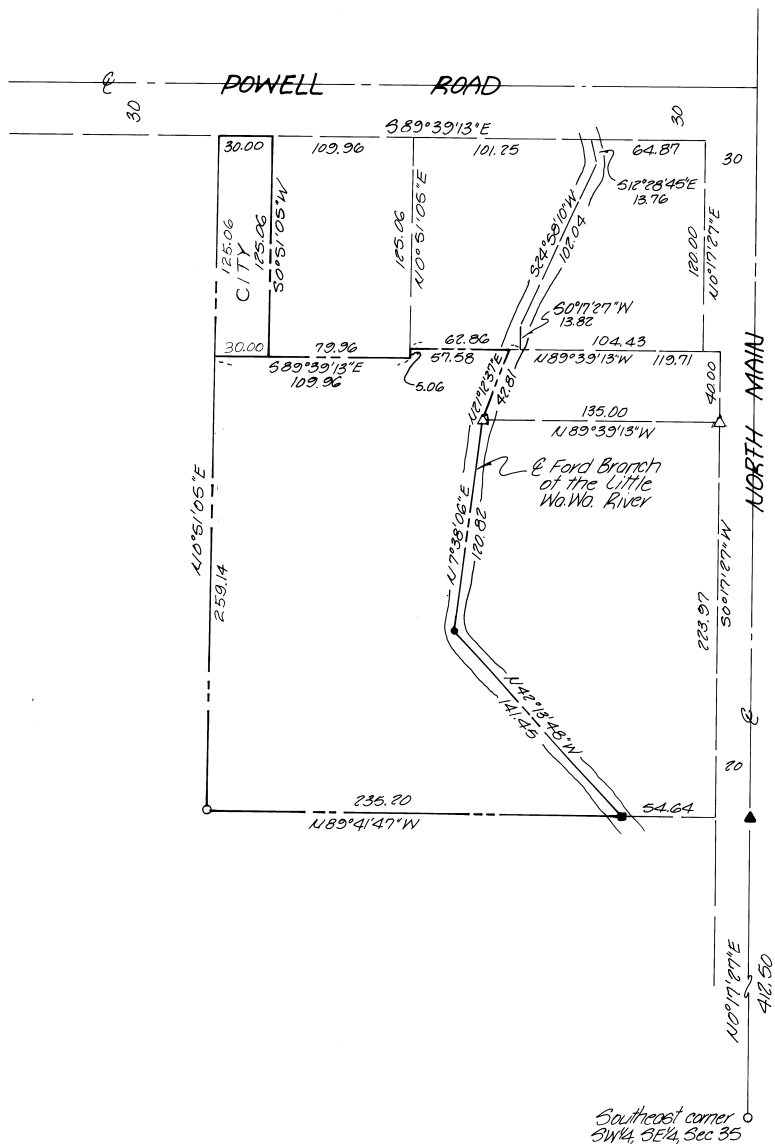 ℄ POWELL ROAD
30
30
S89°39'13"E
30.00
109.96
101.25
64.87
30
S12°28'45"E
13.76
125.06
CITY
125.06
S0°51'05"W
125.06
N0°51'05"E
S24°58'10"W
102.04
120.00
N0°17'27"E
S0°17'27"W
13.82
30.00
79.96
62.86
104.43
S89°39'13"E
109.96
57.58
5.06
N89°39'13"W
119.71
N21°12'37"E
42.81
40.00
135.00
N89°39'13"W
℄ Ford Branch
of the Little
Wa.Wa. River
NORTH MAIN
N0°51'05"E
259.14
N7°38'06"E
120.82
223.97
S0°17'27"W
N42°13'48"W
141.45
℄
20
235.20
N89°41'47"W
54.64
N0°17'27"E
412.50
Southeast corner
SW¼, SE¼, Sec 35